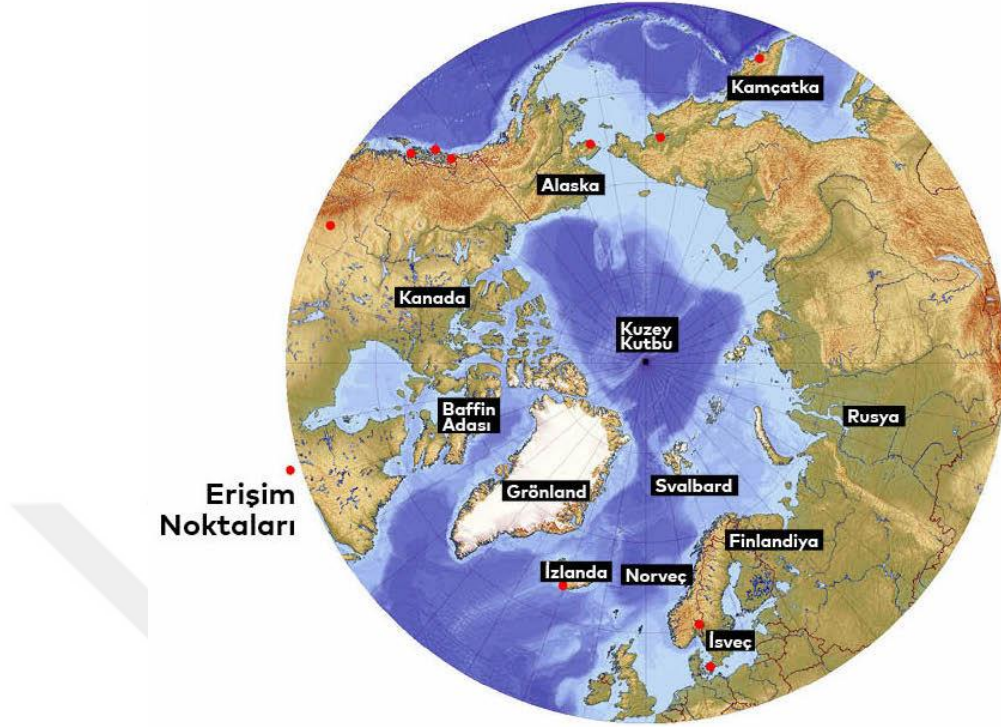 Kamçatka
Alaska
Kanada
Kuzey
Kutbu
Baffin
Adası
Rusya
Erişim
Noktaları
Grönland
Svalbard
Finlandiya
İzlanda
Norveç
İsveç